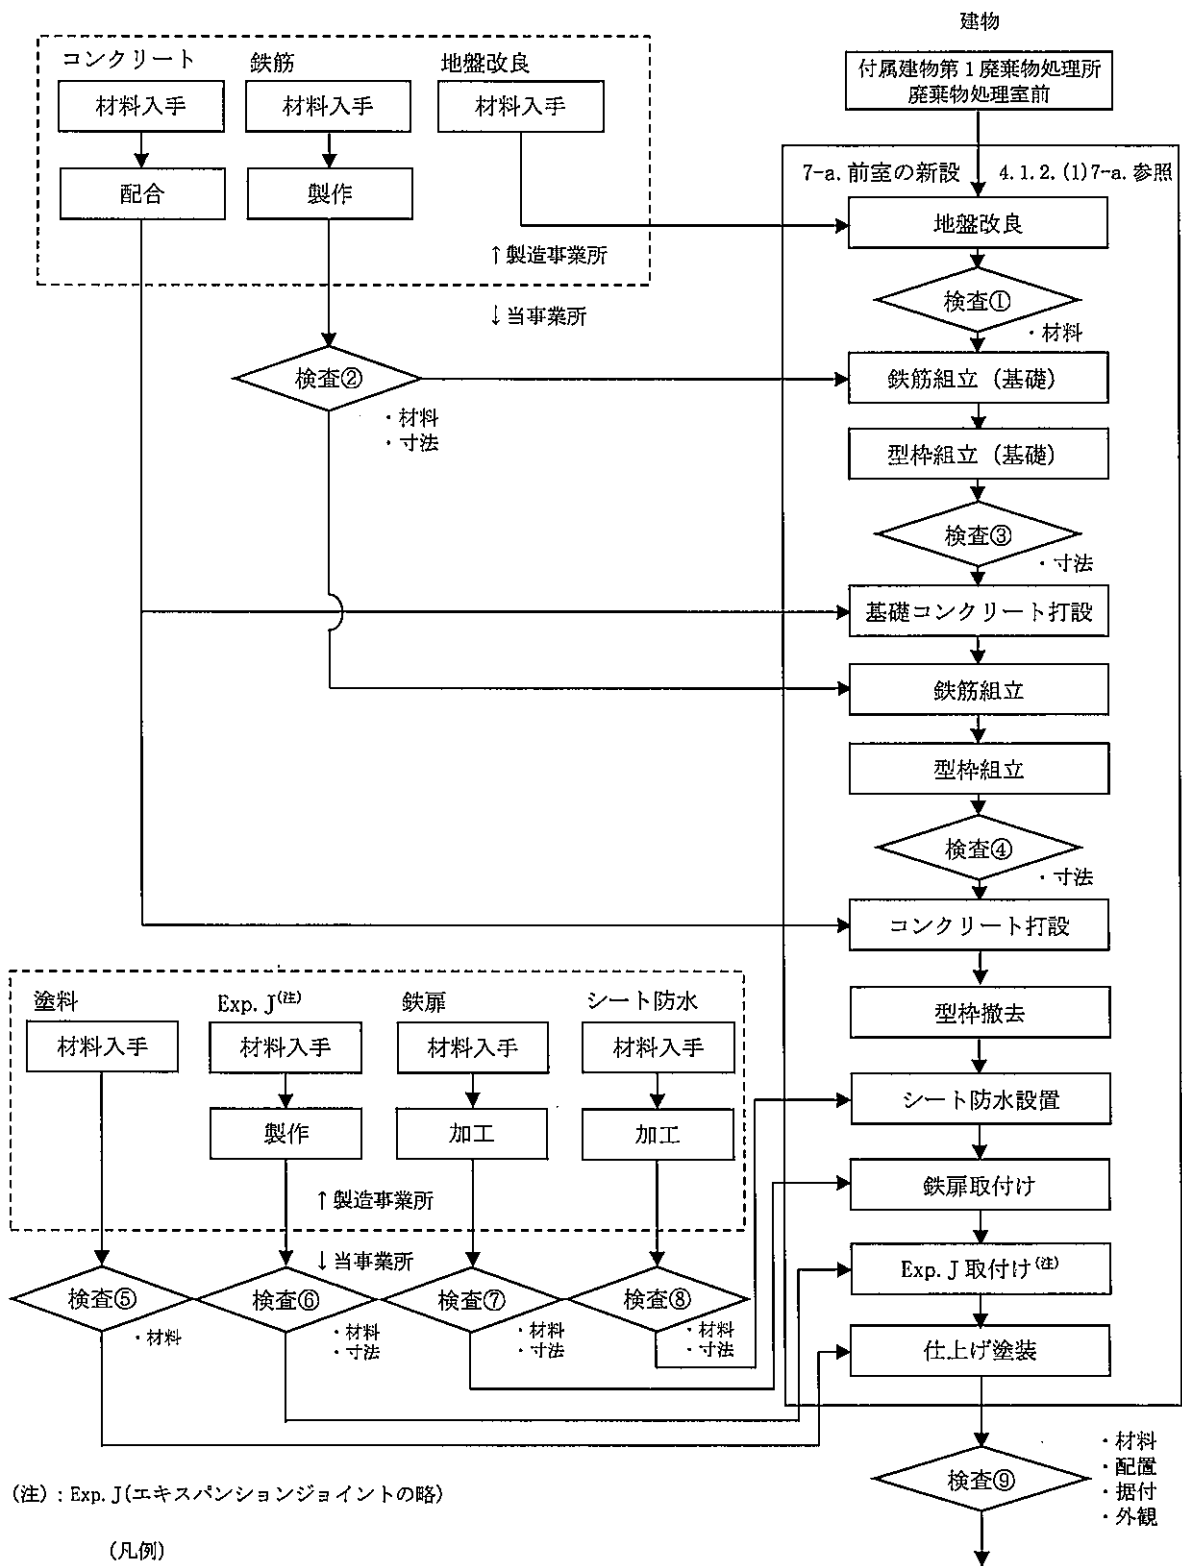 建物
付属建物第1廃棄物処理所
廃棄物処理室前
コンクリート
鉄筋
地盤改良
材料入手
材料入手
材料入手
配合
製作
↑製造事業所
↓当事業所
検査②
・材料
・寸法
7-a.前室の新設
4.1.2.(1)7-a.参照
地盤改良
検査①
・材料
鉄筋組立(基礎)
型枠組立(基礎)
検査③
・寸法
基礎コンクリート打設
鉄筋組立
型枠組立
検査④
・寸法
コンクリート打設
型枠撤去
シート防水設置
鉄扉取付け
Exp.J取付け(注)
仕上げ塗装
塗料
Exp.J(注)
鉄扉
シート防水
材料入手
材料入手
材料入手
材料入手
製作
加工
加工
↑製造事業所
↓当事業所
検査⑤
・材料
検査⑥
・材料
・寸法
検査⑦
・材料
・寸法
検査⑧
・材料
・寸法
検査⑨
・材料
・配置
・据付
・外観
(注):Exp.J(エキスパンションジョイントの略)
(凡例)